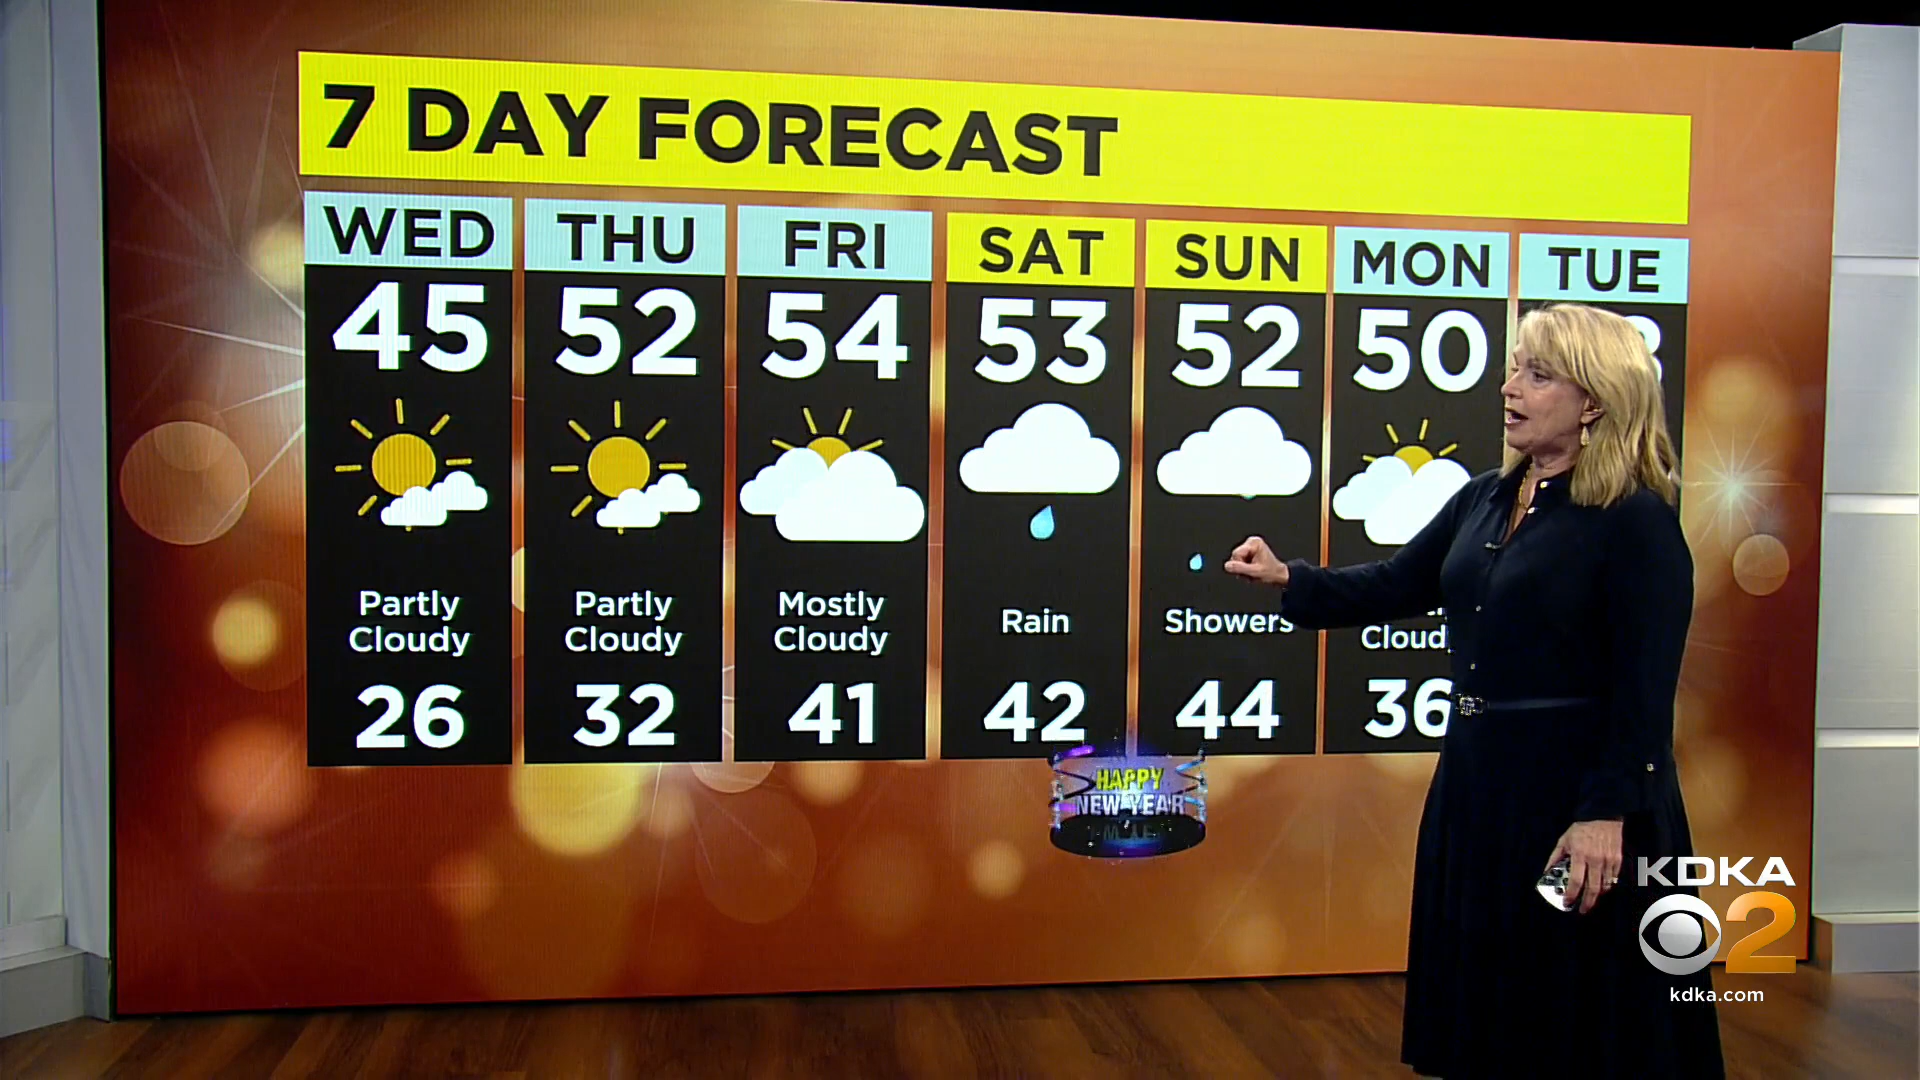 7 DAY FORECAST
WED THU FRI SAT SUN MON TUE
45 52 54 53 52 50
Partly Cloudy
Partly Cloudy
Mostly Cloudy
Rain
Showers
26 32 41 42 44 36
HAPPY
NEW YEAR
KDKA
2
kdka.com